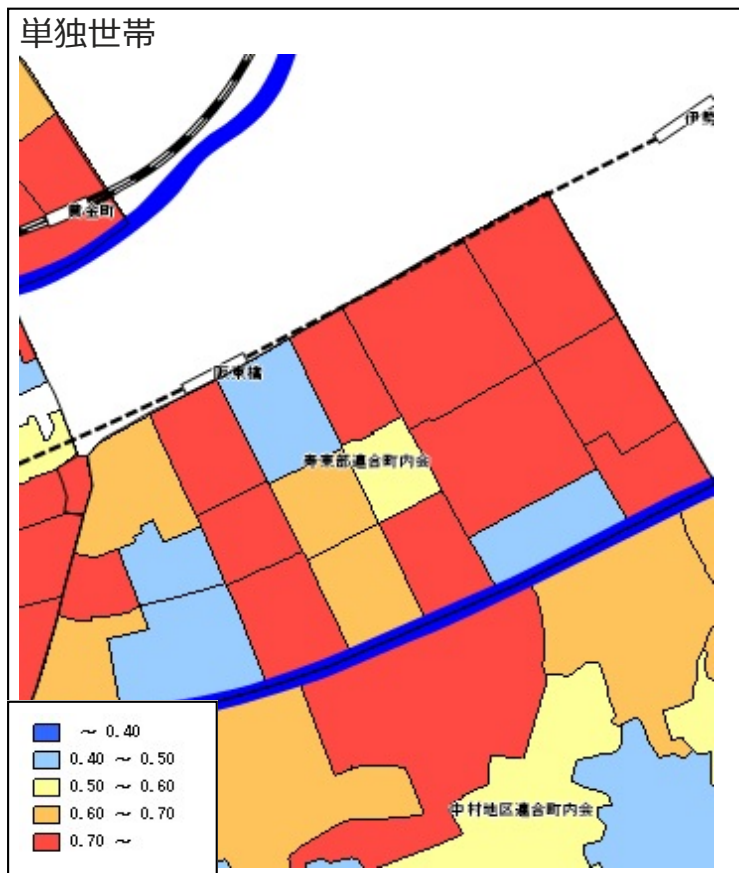 単独世帯
伊勢
黄金町
阪東橋
寿東部連合町内会
中村地区連合町内会
～ 0.40
0.40 ～ 0.50
0.50 ～ 0.60
0.60 ～ 0.70
0.70 ～